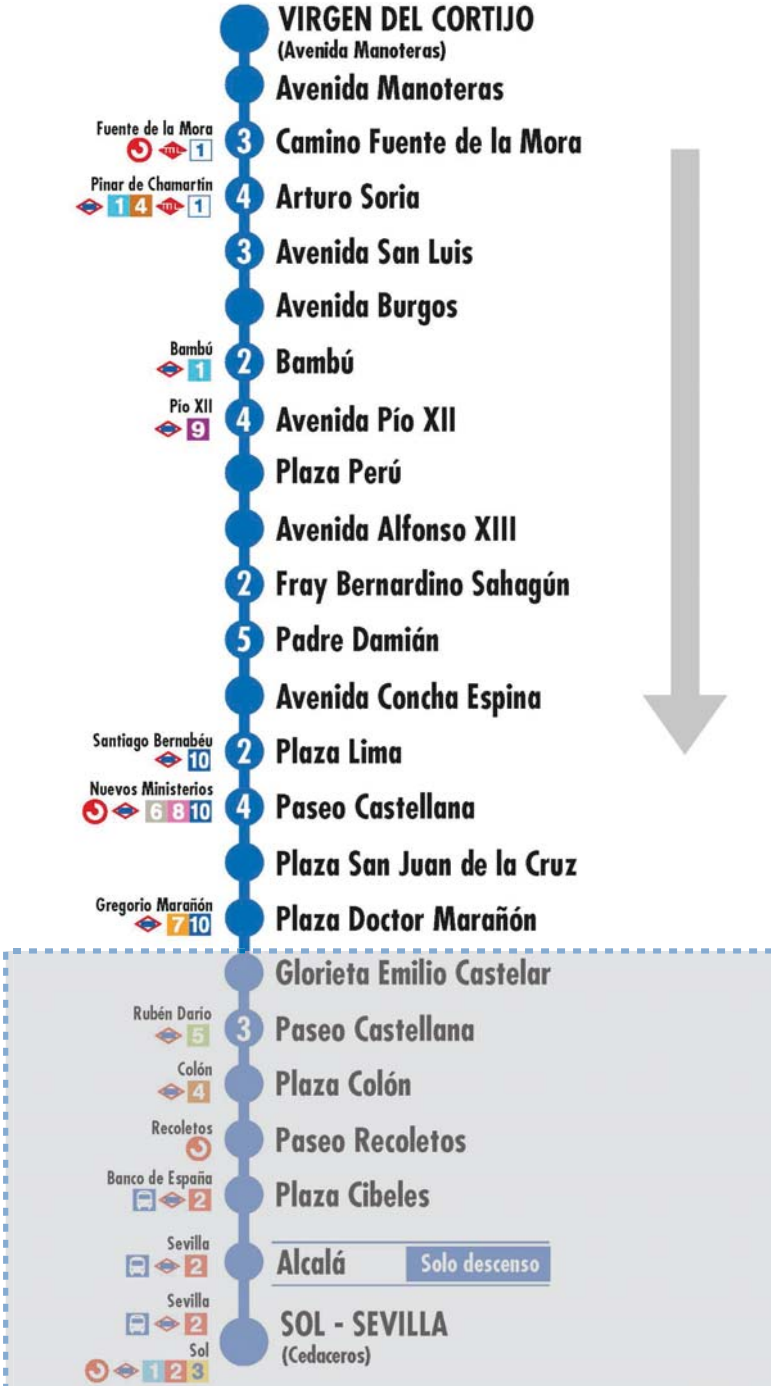 VIRGEN DEL CORTIJO
(Avenida Manoteras)
Avenida Manoteras
Fuente de la Mora
ML 1
3 Camino Fuente de la Mora
Pinar de Chamartín
1 4 ML 1
4 Arturo Soria
3 Avenida San Luis
Avenida Burgos
Bambú
1
2 Bambú
Pío XII
9
4 Avenida Pío XII
Plaza Perú
Avenida Alfonso XIII
2 Fray Bernardino Sahagún
5 Padre Damián
Avenida Concha Espina
Santiago Bernabéu
10
2 Plaza Lima
Nuevos Ministerios
6 8 10
4 Paseo Castellana
Plaza San Juan de la Cruz
Gregorio Marañón
7 10
Plaza Doctor Marañón
Glorieta Emilio Castelar
Rubén Darío
5
3 Paseo Castellana
Colón
4
Plaza Colón
Recoletos
Paseo Recoletos
Banco de España
2
Plaza Cibeles
Sevilla
2
Alcalá Solo descenso
Sevilla
2
SOL - SEVILLA
(Cedaceros)
Sol
1 2 3